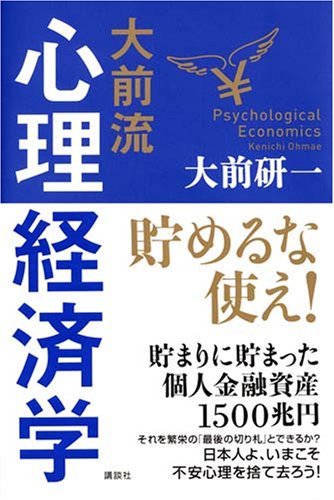 大前流
心理経済学
Psychological
Economics
Kenichi Ohmae
大前研一
貯めるな
使え!
貯まりに貯まった
個人金融資産
1500兆円
それを繁栄の「最後の切り札」とできるか?
日本人よ、いまこそ
不安心理を捨て去ろう!
講談社